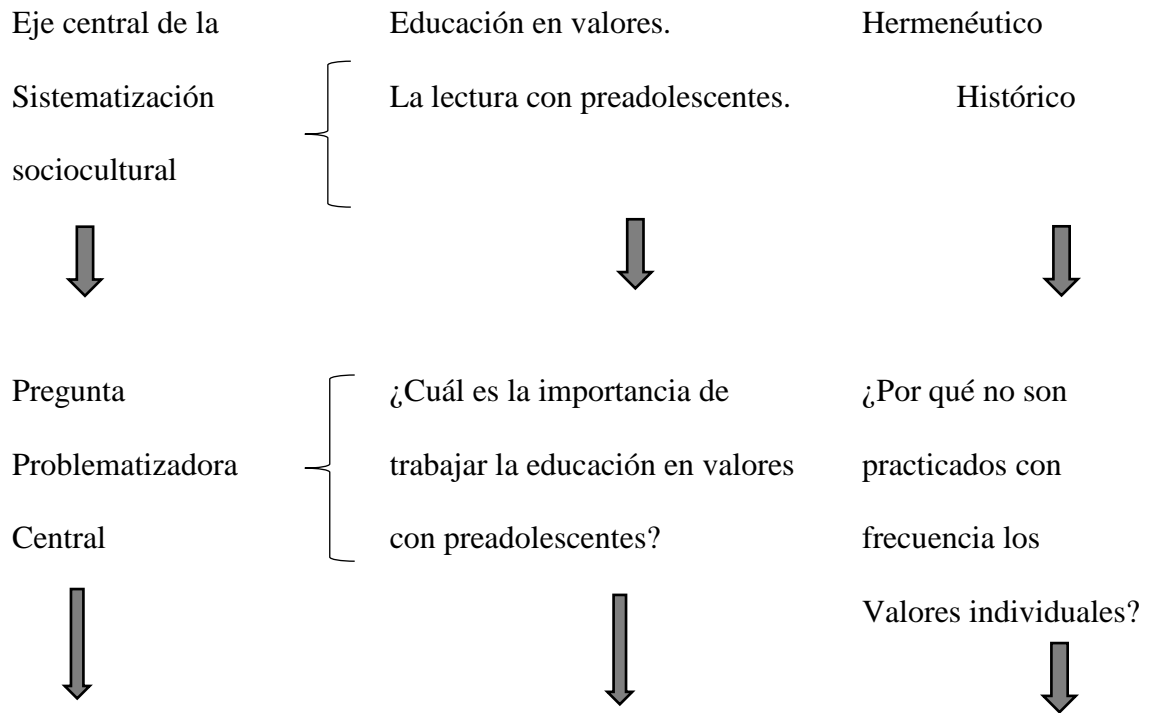 Eje central de la
Sistematización
sociocultural
Educación en valores.
La lectura con preadolescentes.
Hermenéutico
Histórico
Pregunta
Problematizadora
Central
¿Cuál es la importancia de
trabajar la educación en valores
con preadolescentes?
¿Por qué no son
practicados con
frecuencia los
Valores individuales?